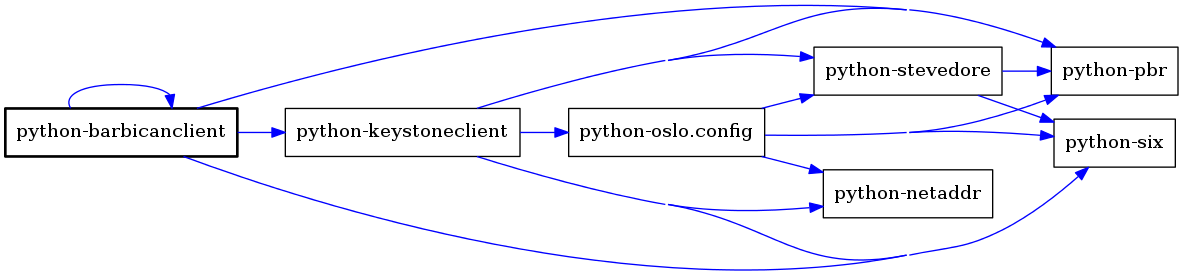 python-barbicanclient
python-keystoneclient
python-oslo.config
python-stevedore
python-pbr
python-six
python-netaddr